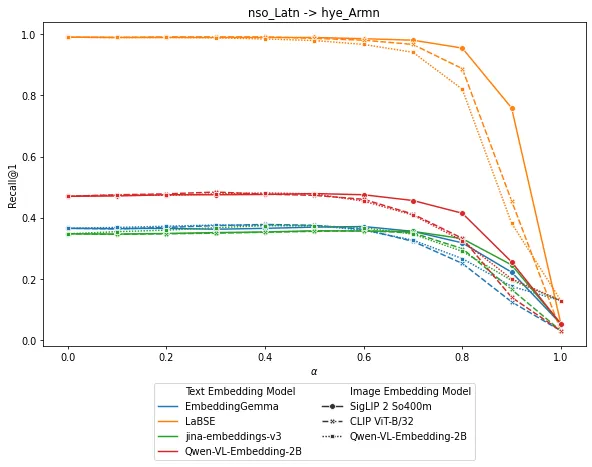 nso_Latn -> hye_Armn
1.0
0.8
0.6
0.4
0.2
0.0
Recall@1
0.0 0.2 0.4 0.6 0.8 1.0
α
Text Embedding Model Image Embedding Model
EmbeddingGemma SigLIP 2 So400m
LaBSE CLIP ViT-B/32
jina-embeddings-v3 Qwen-VL-Embedding-2B
Qwen-VL-Embedding-2B